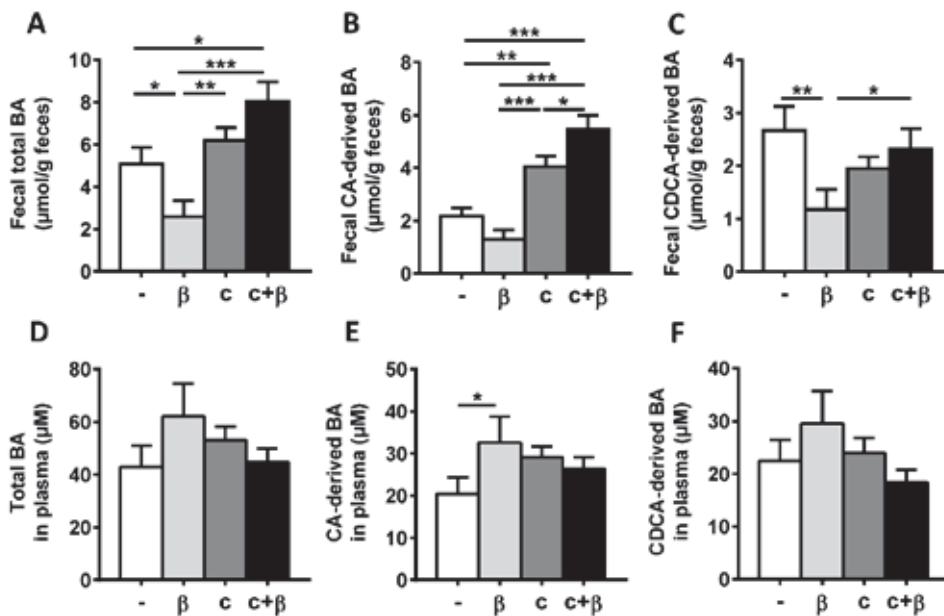 A
Fecal total BA
(µmol/g feces)
10
8
6
4
2
0
*
***
*
**
- β c c+β
B
Fecal CA-derived BA
(µmol/g feces)
8
6
4
2
0
***
**
***
***
*
- β c c+β
C
Fecal CDCA-derived BA
(µmol/g feces)
4
3
2
1
0
**
*
- β c c+β
D
Total BA
in plasma (µM)
80
60
40
20
0
- β c c+β
E
CA-derived BA
in plasma (µM)
50
40
30
20
10
0
*
- β c c+β
F
CDCA-derived BA
in plasma (µM)
40
30
20
10
0
- β c c+β